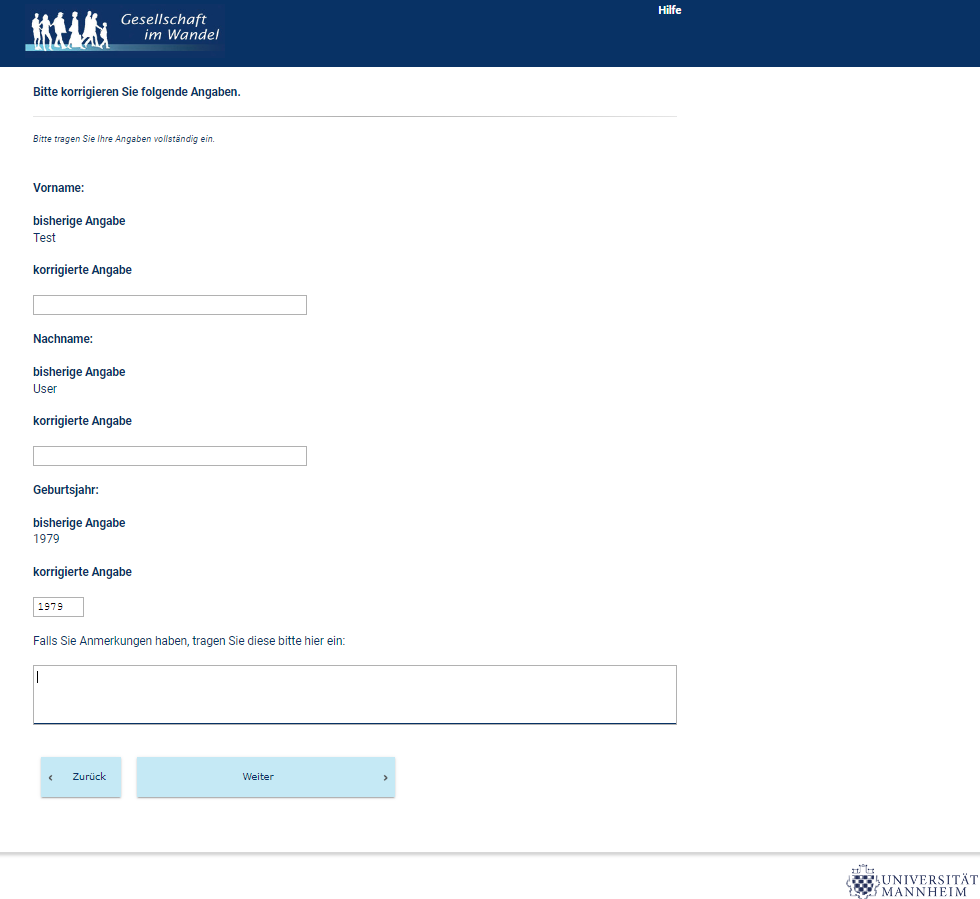 Gesellschaft
im Wandel
Hilfe
Bitte korrigieren Sie folgende Angaben.
Bitte tragen Sie Ihre Angaben vollständig ein.
Vorname:
bisherige Angabe
Test
korrigierte Angabe
Nachname:
bisherige Angabe
User
korrigierte Angabe
Geburtsjahr:
bisherige Angabe
1979
korrigierte Angabe
1979
Falls Sie Anmerkungen haben, tragen Sie diese bitte hier ein:
‹ Zurück
Weiter ›
UNIVERSITÄT
MANNHEIM